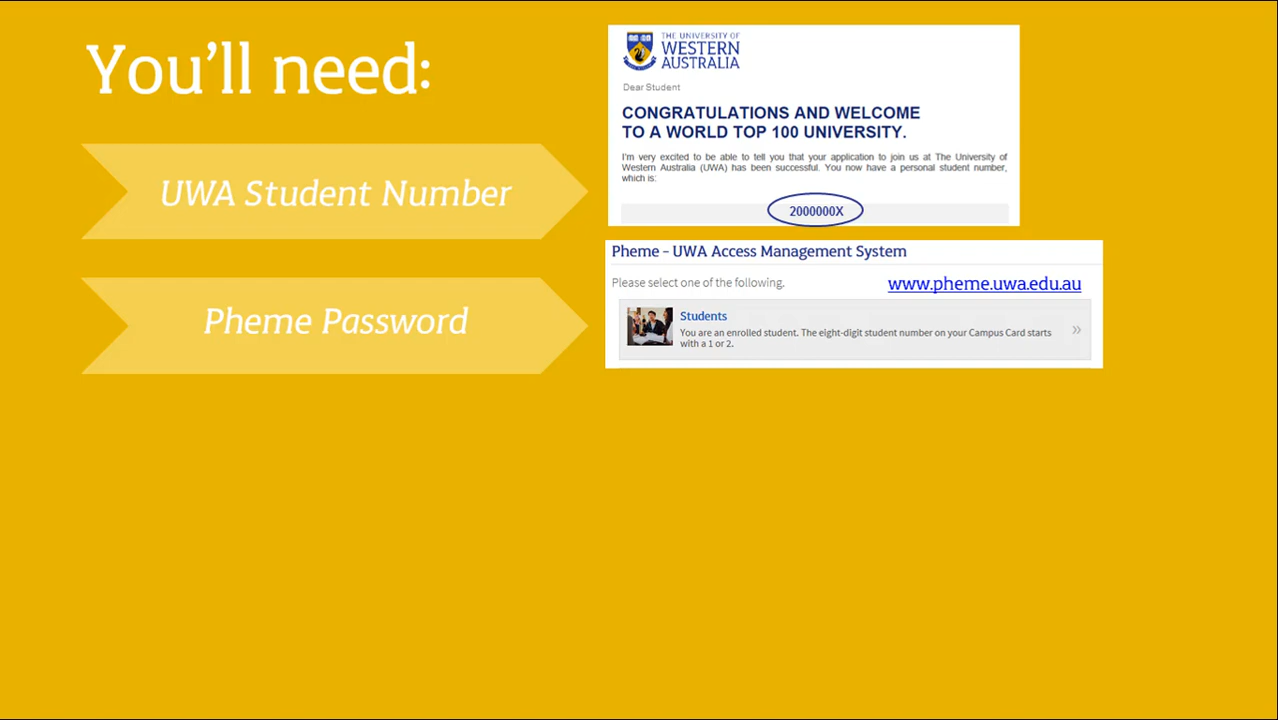 You'll need:
UWA Student Number
Pheme Password
THE UNIVERSITY OF
WESTERN
AUSTRALIA
Dear Student
CONGRATULATIONS AND WELCOME
TO A WORLD TOP 100 UNIVERSITY.
I'm very excited to be able to tell you that your application to join us at The University of
Western Australia (UWA) has been successful. You now have a personal student number,
which is:
2000000X
Pheme - UWA Access Management System
Please select one of the following.
www.pheme.uwa.edu.au
Students
You are an enrolled student. The eight-digit student number on your Campus Card starts
with a 1 or 2.